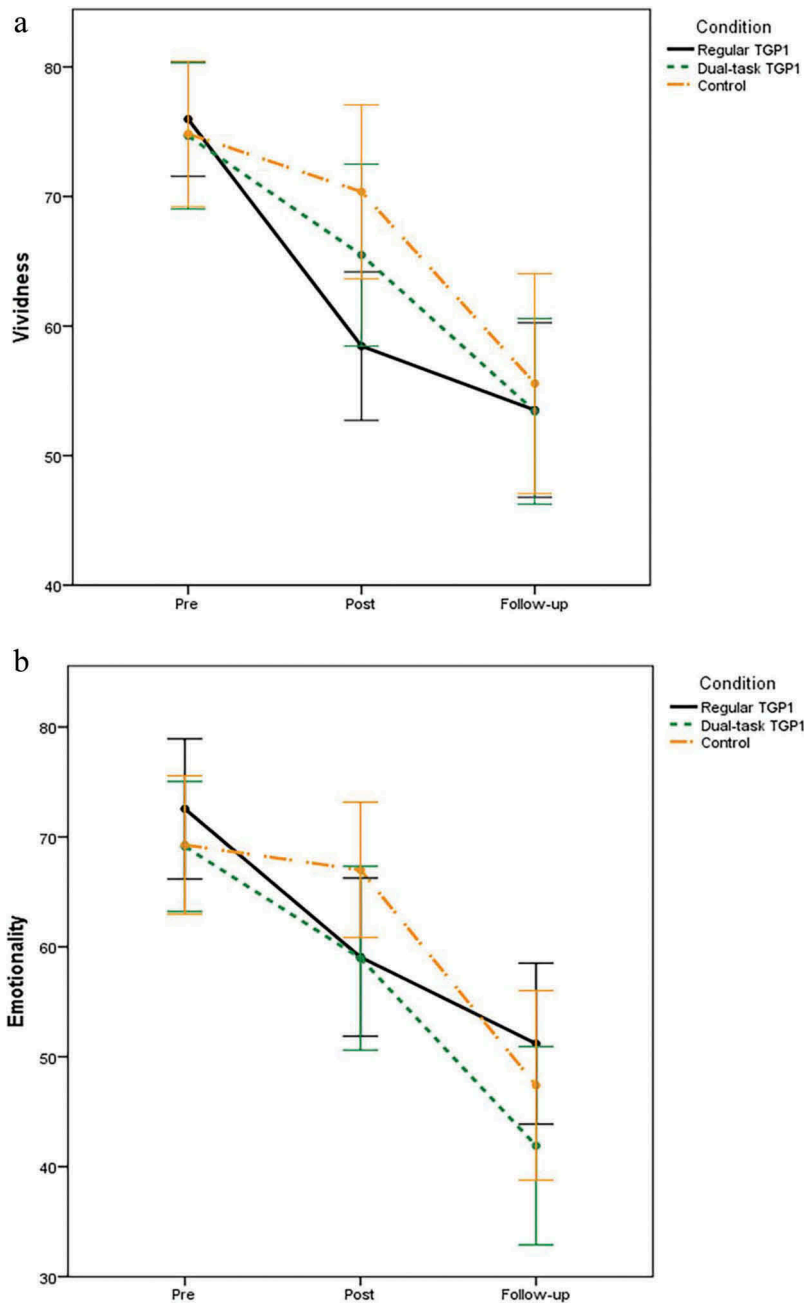 a
Condition
Regular TGP1
Dual-task TGP1
Control
80
70
60
50
40
Vividness
Pre
Post
Follow-up
b
Condition
Regular TGP1
Dual-task TGP1
Control
80
70
60
50
40
30
Emotionality
Pre
Post
Follow-up